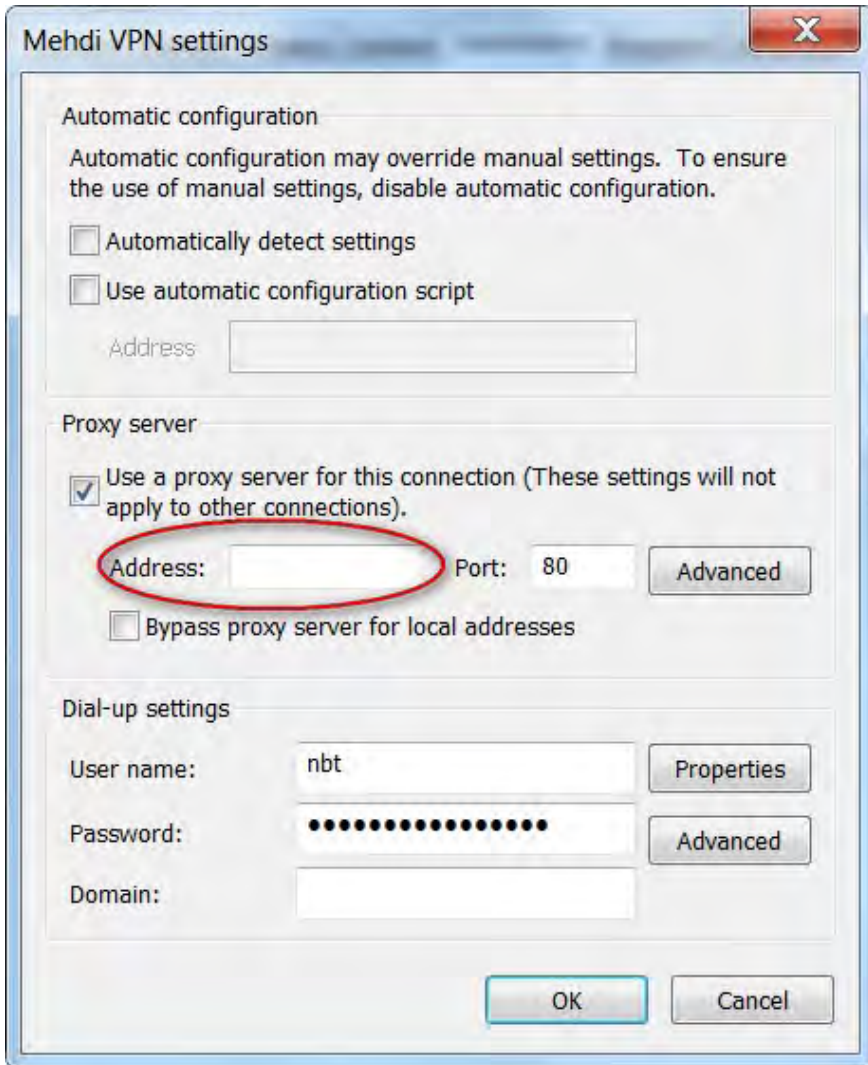 Mehdi VPN settings
Automatic configuration
Automatic configuration may override manual settings. To ensure
the use of manual settings, disable automatic configuration.
Automatically detect settings
Use automatic configuration script
Address
Proxy server
Use a proxy server for this connection (These settings will not
apply to other connections).
Address: Port: 80 Advanced
Bypass proxy server for local addresses
Dial-up settings
User name: nbt Properties
Password: •••••••••••••••• Advanced
Domain:
OK Cancel